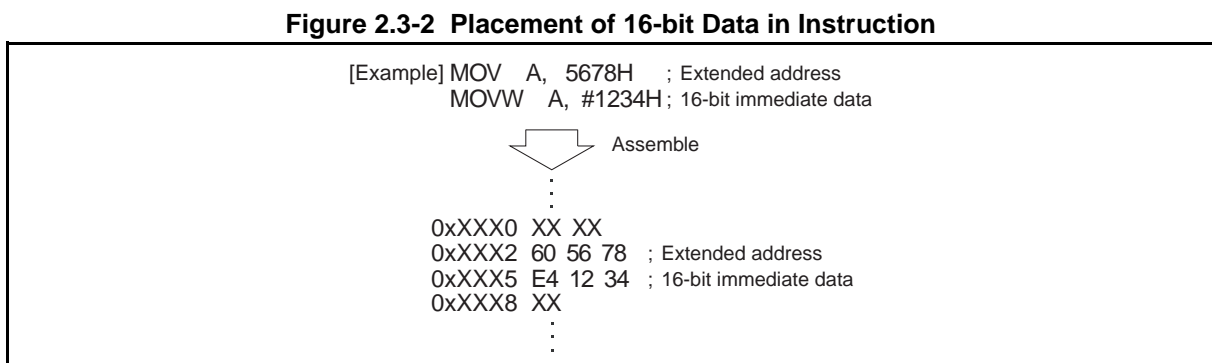 Figure 2.3-2 Placement of 16-bit Data in Instruction
[Example] MOV A, 5678H ; Extended address
MOVW A, #1234H ; 16-bit immediate data
Assemble
.
.
.
0xXXX0 XX XX
0xXXX2 60 56 78 ; Extended address
0xXXX5 E4 12 34 ; 16-bit immediate data
0xXXX8 XX
.
.
.